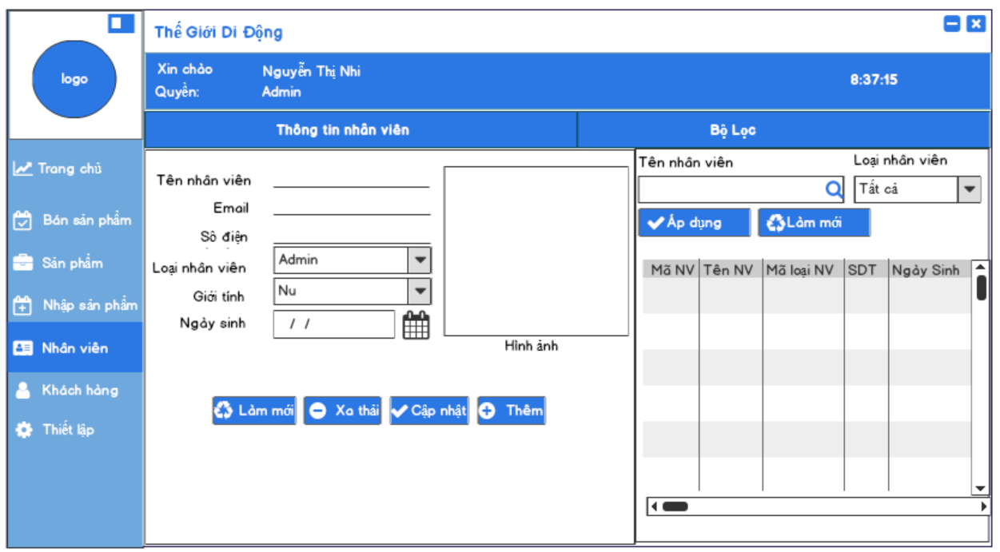 logo
Thế Giới Di Động
Xin chào Nguyễn Thị Nhi
Quyền: Admin
8:37:15
Thông tin nhân viên
Bộ Lọc
Trang chủ
Bán sản phẩm
Sản phẩm
Nhập sản phẩm
Nhân viên
Khách hàng
Thiết lập
Tên nhân viên
Email
Số điện
Loại nhân viên Admin
Giới tính Nu
Ngày sinh / /
Hình ảnh
Làm mới Xa thải Cập nhật Thêm
Tên nhân viên Loại nhân viên
Tất cả
Áp dụng Làm mới
Mã NV Tên NV Mã loại NV SDT Ngày Sinh